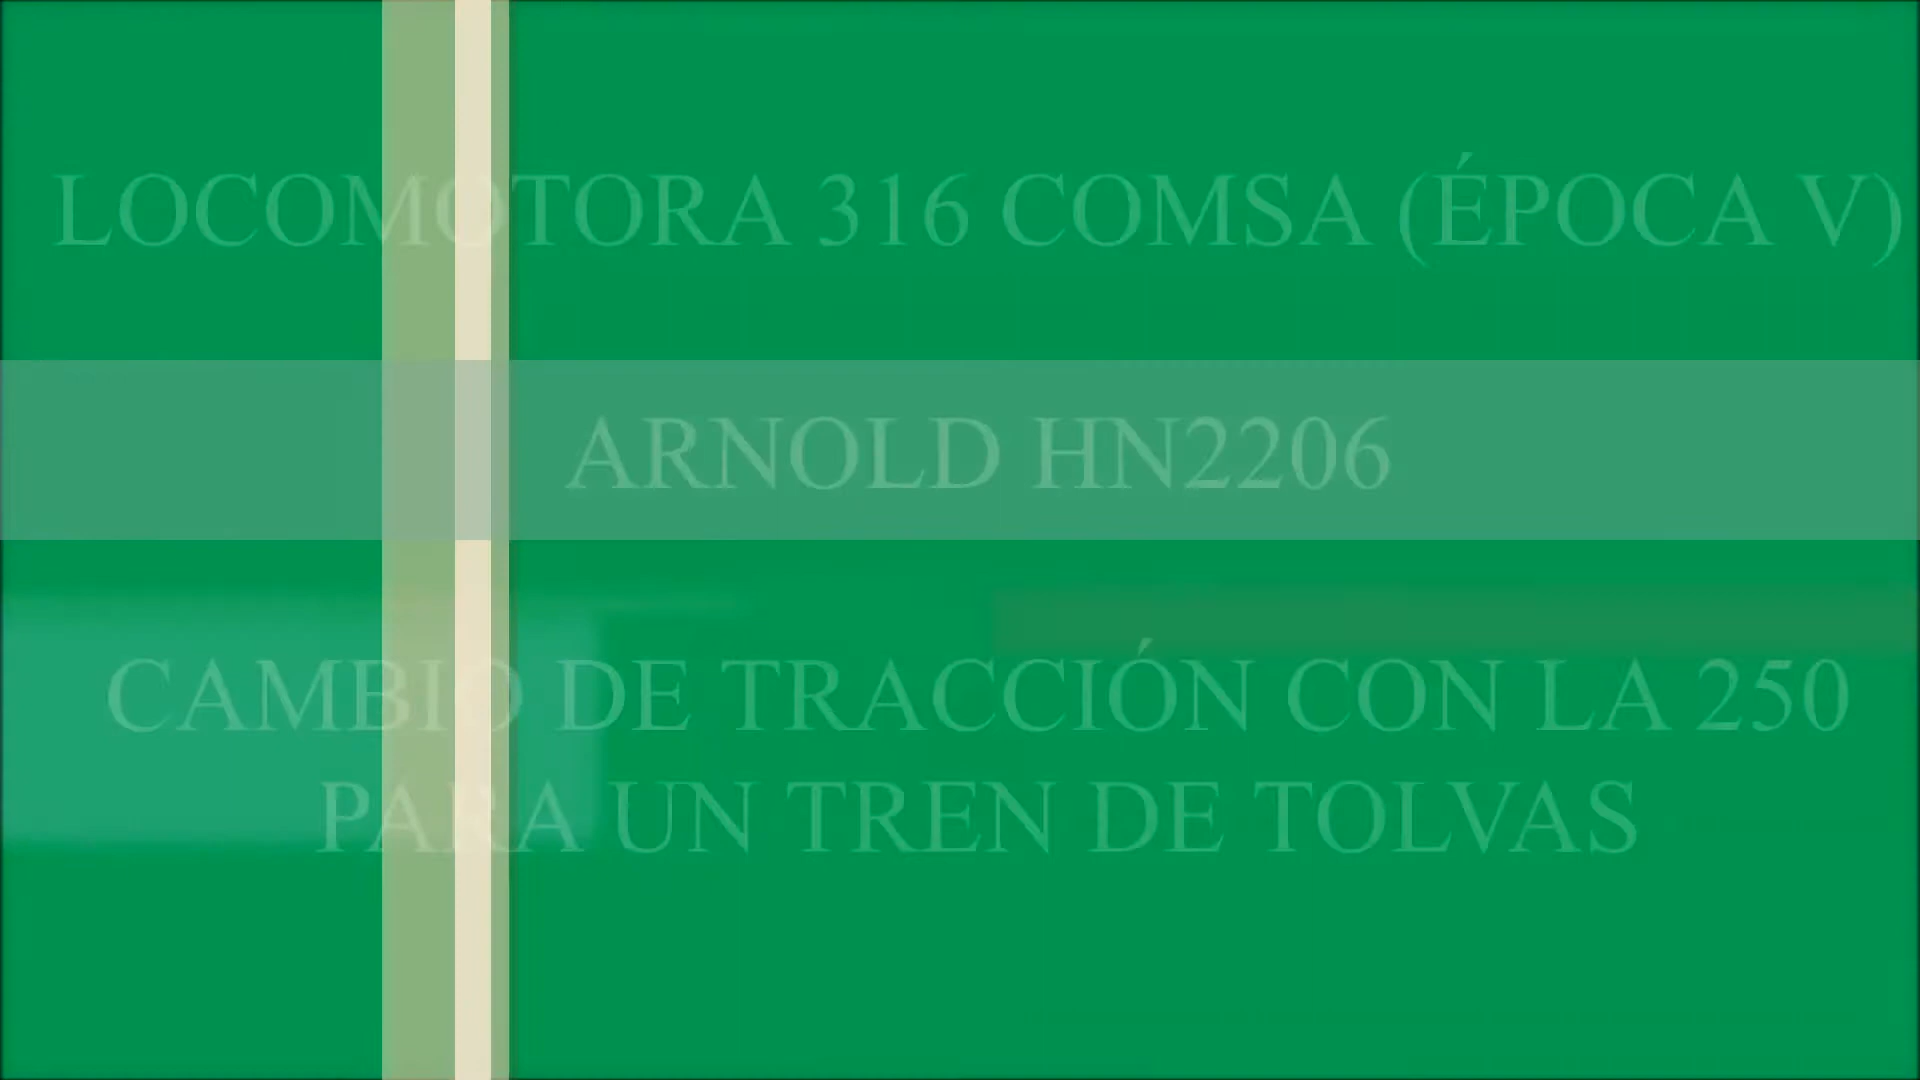 LOCOMOTORA 316 COMSA (ÉPOCA V)
ARNOLD HN2206
CAMBIO DE TRACCIÓN CON LA 250
PARA UN TREN DE TOLVAS